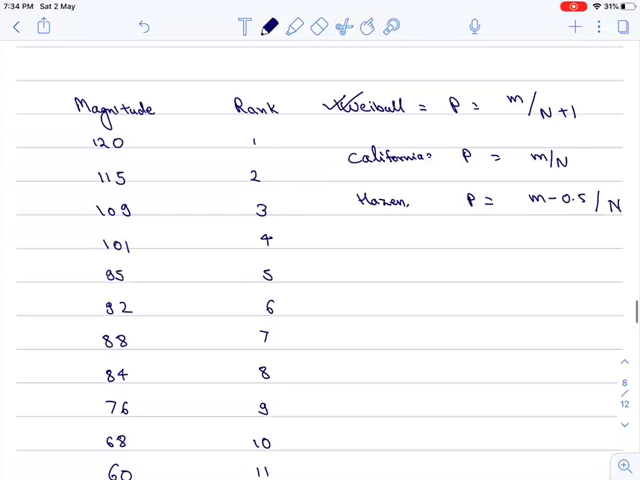 7:34 PM Sat 2 May 31%
T
Magnitude Rank Weibull = P = m/N+1
120 1
California: P = m/N
115 2
Hazen, P = m-0.5/N
109 3
101 4
95 5
92 6
88 7
84 8
76 9
68 10
60 11
8
/
12